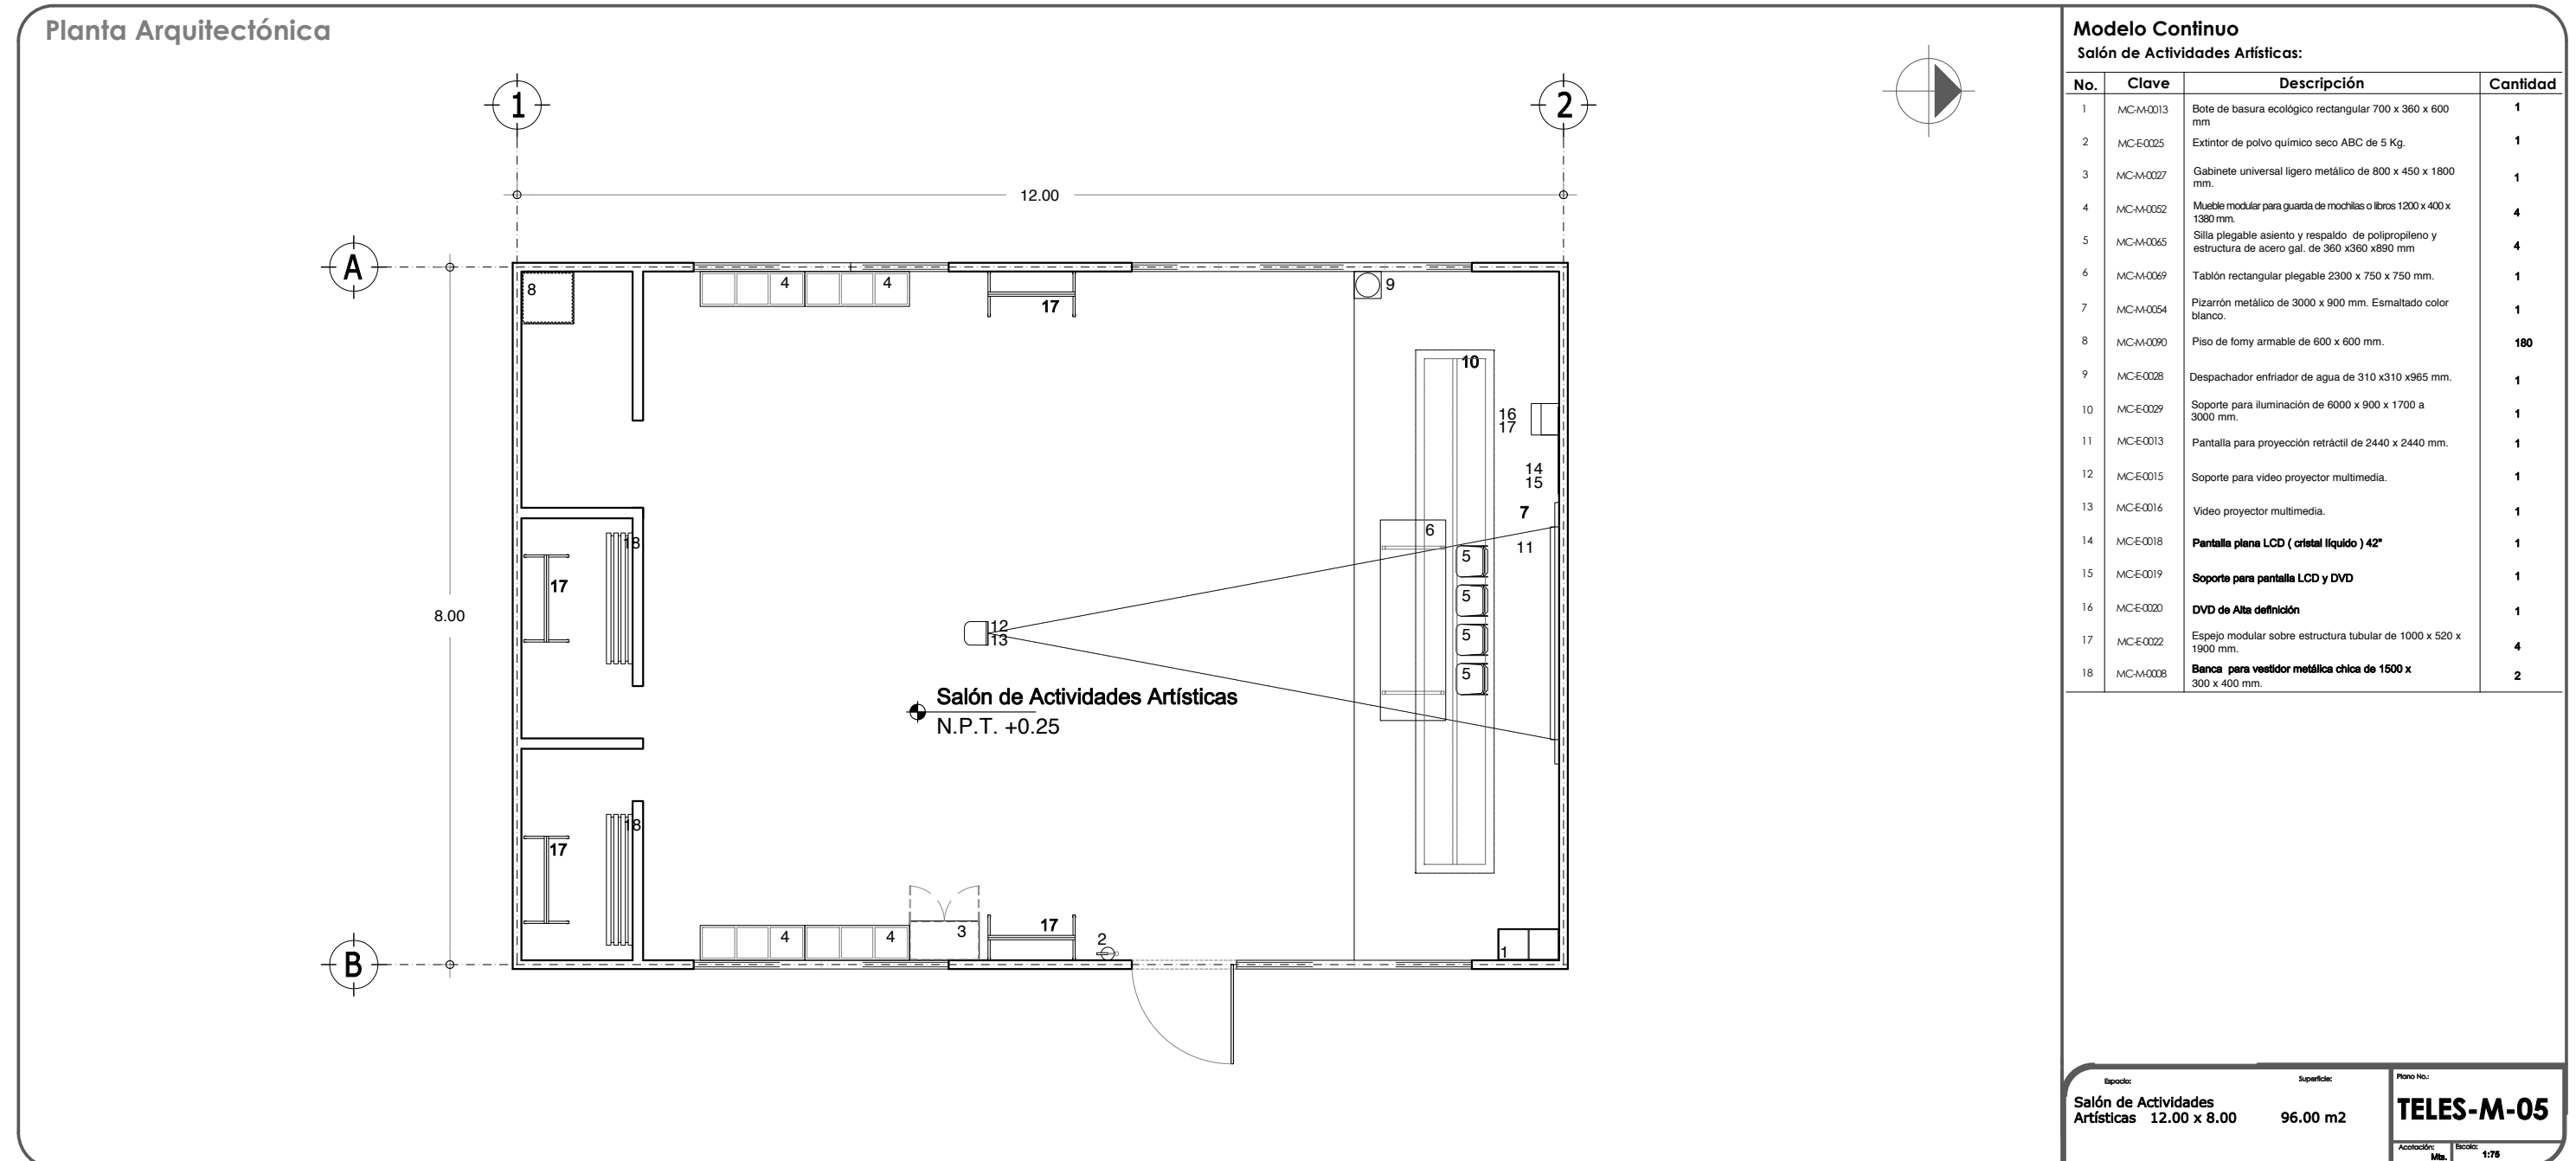 Planta Arquitectónica
1
2
12.00
A
8.00
B
8
4
4
17
9
10
16
17
14
15
7
11
6
5
5
5
5
18
17
12
13
Salón de Actividades Artísticas
N.P.T. +0.25
18
17
4
4
3
17
2
1
Modelo Continuo
Salón de Actividades Artísticas:
No. Clave Descripción Cantidad
1 MC-M-0013 Bote de basura ecológico rectangular 700 x 360 x 600 1
mm
2 MC-E-0025 Extintor de polvo químico seco ABC de 5 Kg. 1
3 MC-M-0027 Gabinete universal ligero metálico de 800 x 450 x 1800 1
mm.
4 MC-M-0052 Mueble modular para guarda de mochilas o libros 1200 x 400 x 4
1380 mm.
5 MC-M-0065 Silla plegable asiento y respaldo de polipropileno y 4
estructura de acero gal. de 360 x360 x890 mm
6 MC-M-0069 Tablón rectangular plegable 2300 x 750 x 750 mm. 1
7 MC-M-0054 Pizarrón metálico de 3000 x 900 mm. Esmaltado color 1
blanco.
8 MC-M-0090 Piso de fomy armable de 600 x 600 mm. 180
9 MC-E-0028 Despachador enfriador de agua de 310 x310 x965 mm. 1
10 MC-E-0029 Soporte para iluminación de 6000 x 900 x 1700 a 1
3000 mm.
11 MC-E-0013 Pantalla para proyección retráctil de 2440 x 2440 mm. 1
12 MC-E-0015 Soporte para video proyector multimedia. 1
13 MC-E-0016 Video proyector multimedia. 1
14 MC-E-0018 Pantalla plana LCD ( cristal líquido ) 42" 1
15 MC-E-0019 Soporte para pantalla LCD y DVD 1
16 MC-E-0020 DVD de Alta definición 1
17 MC-E-0022 Espejo modular sobre estructura tubular de 1000 x 520 x 4
1900 mm.
18 MC-M-0008 Banca para vestidor metálica chica de 1500 x 2
300 x 400 mm.
Espacio: Superficie: Plano No.:
Salón de Actividades
Artísticas 12.00 x 8.00 96.00 m2 TELES-M-05
Acotación: Mts. Escala: 1:75